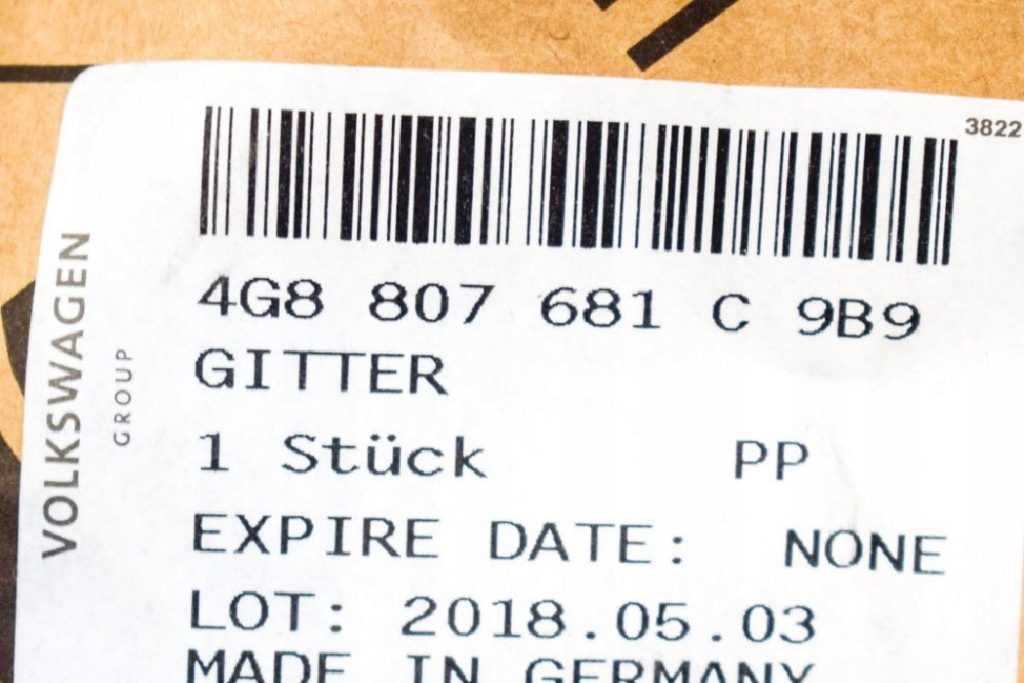 3822
4G8 807 681 C 9B9
GITTER
1 Stück PP
EXPIRE DATE: NONE
LOT: 2018.05.03
MADE IN GERMANY
VOLKSWAGEN
GROUP